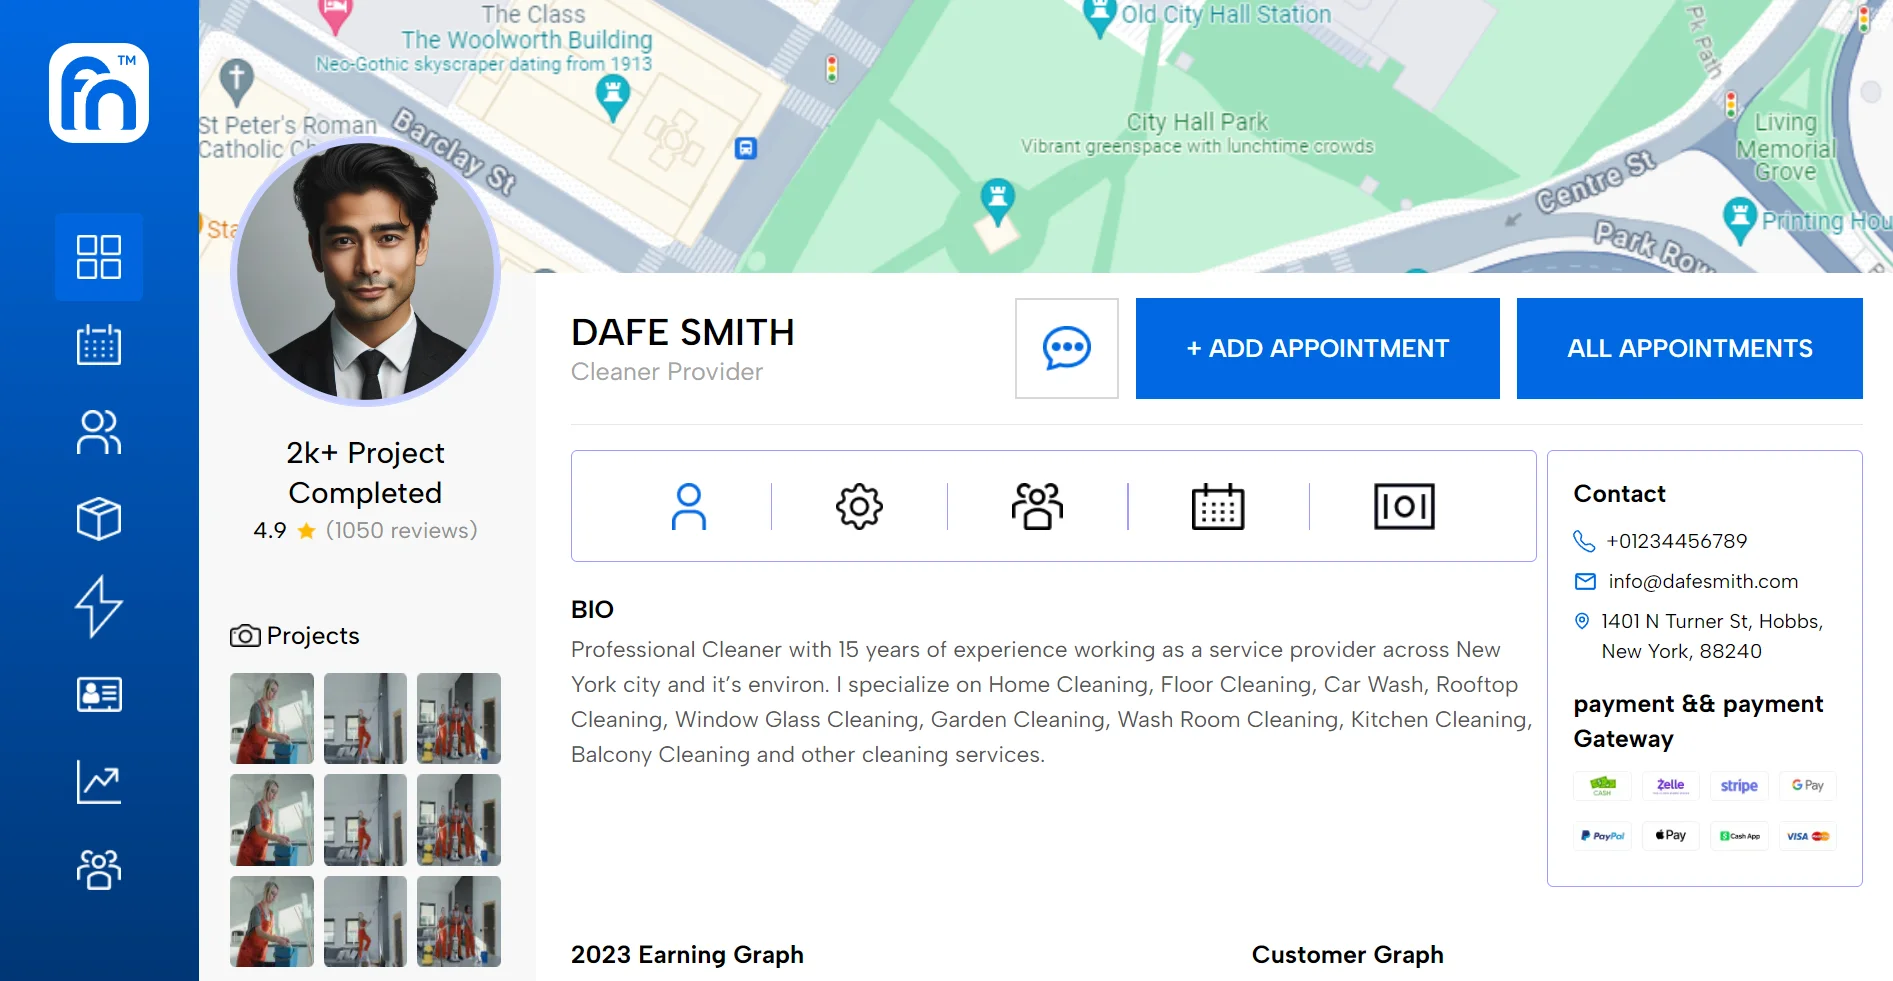 TM
The Class
The Woolworth Building
Neo-Gothic skyscraper dating from 1913
Old City Hall Station
Pk Path
St Peter's Roman
Catholic Ch
Barclay St
City Hall Park
Vibrant greenspace with lunchtime crowds
Living
Memorial
Grove
Centre St
Sta
Printing Hou
Park Row
DAFE SMITH
Cleaner Provider
+ ADD APPOINTMENT
ALL APPOINTMENTS
2k+ Project
Completed
4.9 (1050 reviews)
Projects
BIO
Professional Cleaner with 15 years of experience working as a service provider across New
York city and it's environ. I specialize on Home Cleaning, Floor Cleaning, Car Wash, Rooftop
Cleaning, Window Glass Cleaning, Garden Cleaning, Wash Room Cleaning, Kitchen Cleaning,
Balcony Cleaning and other cleaning services.
Contact
+01234456789
info@dafesmith.com
1401 N Turner St, Hobbs,
New York, 88240
payment && payment
Gateway
CASH
Zelle
stripe
G Pay
PayPal
Pay
Cash App
VISA
2023 Earning Graph
Customer Graph